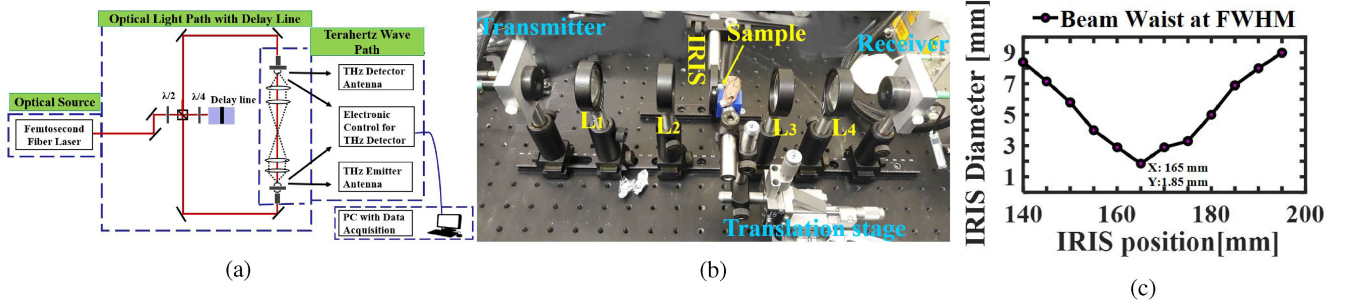 Optical Light Path with Delay Line
Terahertz Wave
Path
THz Detector
Antenna
λ/2
λ/4
Delay line
Optical Source
Electronic
Control for
THz Detector
Femtosecond
Fiber Laser
THz Emitter
Antenna
PC with Data
Acquisition
(a)
Transmitter
IRIS
Sample
Receiver
L1
L2
L3
L4
Translation stage
(b)
Beam Waist at FWHM
IRIS Diameter [mm]
9
7
5
3
1
X: 165 mm
Y:1.85 mm
140
160
180
200
IRIS position[mm]
(c)